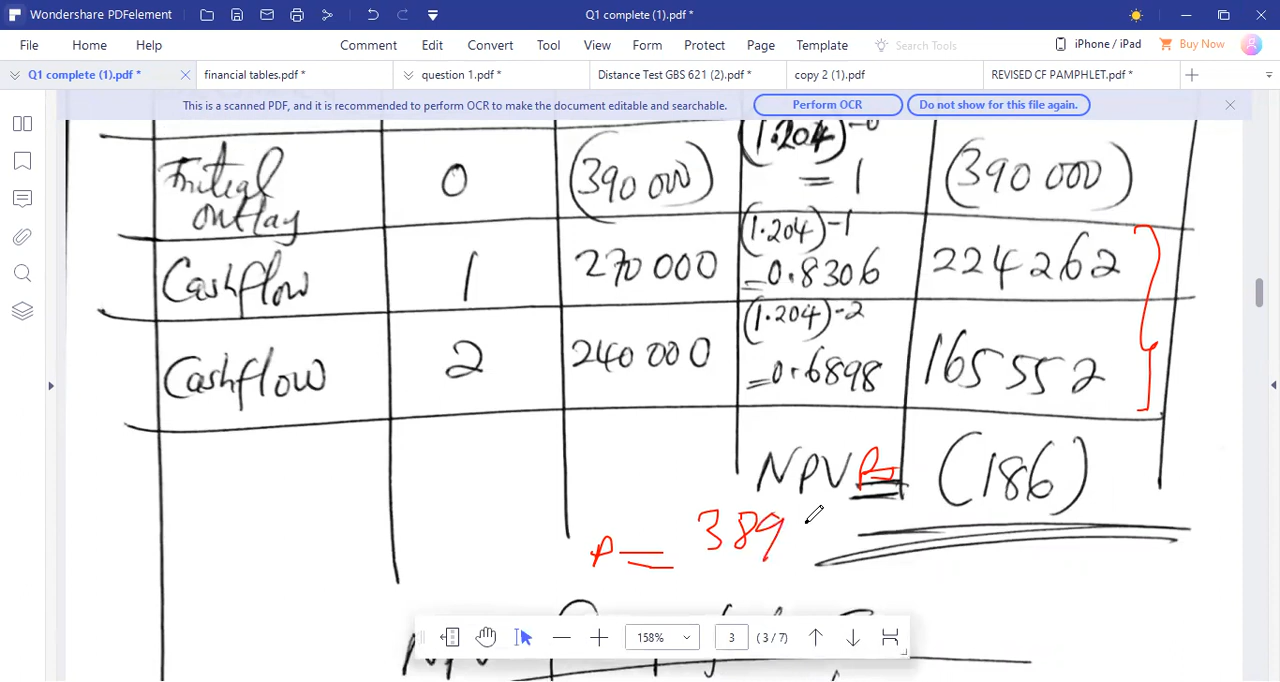 Wondershare PDFelement
Q1 complete (1).pdf *
File Home Help Comment Edit Convert Tool View Form Protect Page Template Search Tools iPhone / iPad Buy Now
Q1 complete (1).pdf * financial tables.pdf * question 1.pdf * Distance Test GBS 621 (2).pdf * copy 2 (1).pdf REVISED CF PAMPHLET.pdf *
This is a scanned PDF, and it is recommended to perform OCR to make the document editable and searchable. Perform OCR Do not show for this file again.
(1.204)-0
Initial 0 (390 000) = 1 (390 000)
outlay
(1.204)-1
Cashflow 1 270 000 =0.8306 224 262
(1.204)-2
Cashflow 2 240 000 =0.6898 165 552
NPV = (186)
= 389
158% 3 (3 / 7)